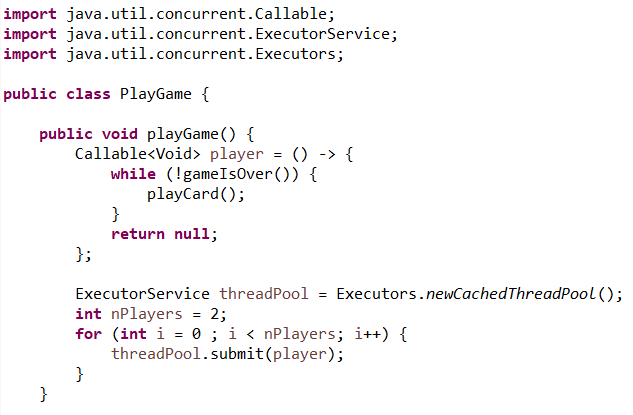 import java.util.concurrent.Callable;
import java.util.concurrent.ExecutorService;
import java.util.concurrent.Executors;

public class PlayGame {

    public void playGame() {
        Callable<Void> player = () -> {
            while (!gameIsOver()) {
                playCard();
            }
            return null;
        };

        ExecutorService threadPool = Executors.newCachedThreadPool();
        int nPlayers = 2;
        for (int i = 0 ; i < nPlayers; i++) {
            threadPool.submit(player);
        }
    }